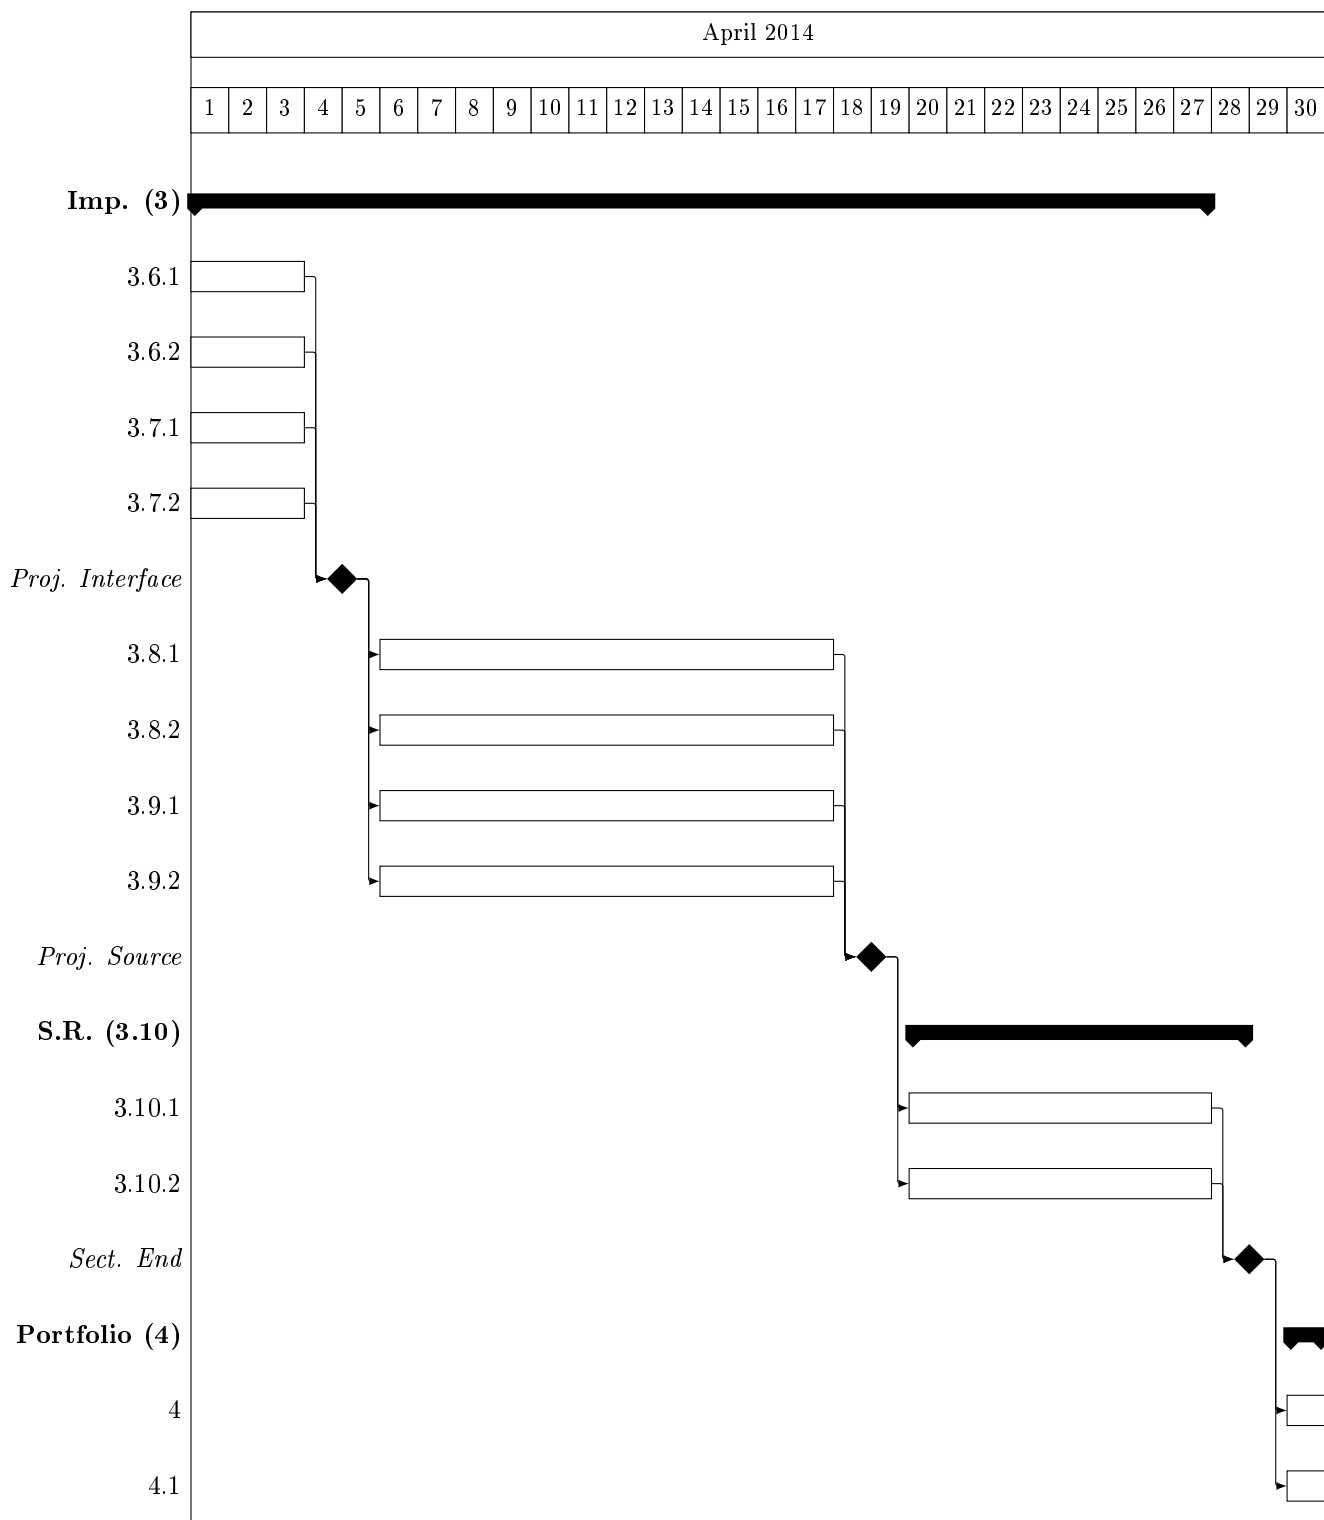 April 2014
1 2 3 4 5 6 7 8 9 10 11 12 13 14 15 16 17 18 19 20 21 22 23 24 25 26 27 28 29 30
Imp. (3)
3.6.1
3.6.2
3.7.1
3.7.2
Proj. Interface
3.8.1
3.8.2
3.9.1
3.9.2
Proj. Source
S.R. (3.10)
3.10.1
3.10.2
Sect. End
Portfolio (4)
4
4.1